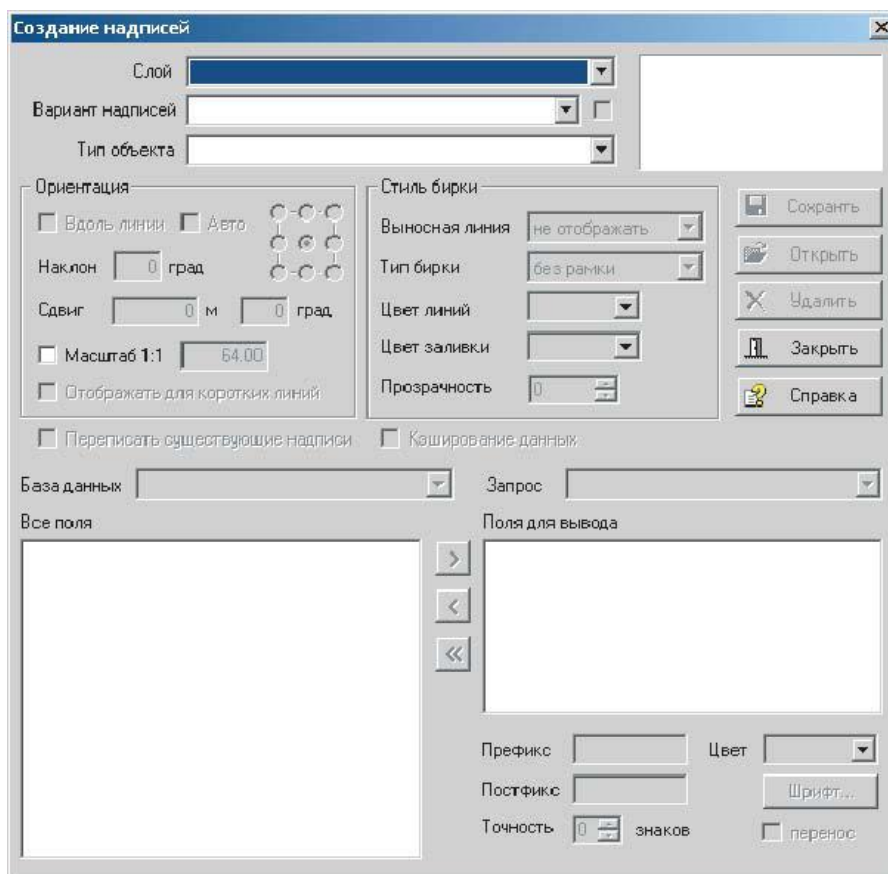 Создание надписей
Слой
Вариант надписей
Тип объекта
Ориентация
Вдоль линии Авто
Наклон 0 град
Сдвиг 0 м 0 град
Масштаб 1:1 64.00
Отображать для коротких линий
Стиль бирки
Выносная линия не отображать
Тип бирки без рамки
Цвет линий
Цвет заливки
Прозрачность 0
Сохранть
Открыть
Удалить
Закрыть
Справка
Переписать существующие надписи Кэширование данных
База данных Запрос
Все поля Поля для вывода
Префикс Цвет
Постфикс Шрифт...
Точность 0 знаков перенос